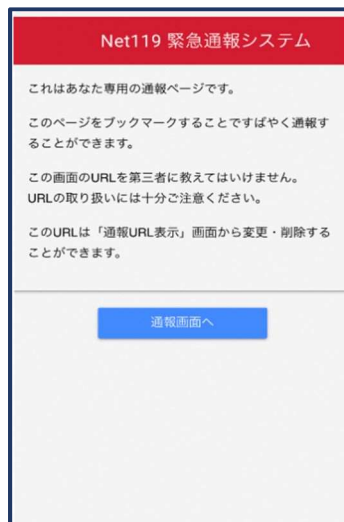 Net119 緊急通報システム
これはあなた専用の通報ページです。
このページをブックマークすることですばやく通報す
ることができます。
この画面のURLを第三者に教えてはいけません。
URLの取り扱いには十分ご注意ください。
このURLは「通報URL表示」画面から変更・削除する
ことができます。
通報画面へ